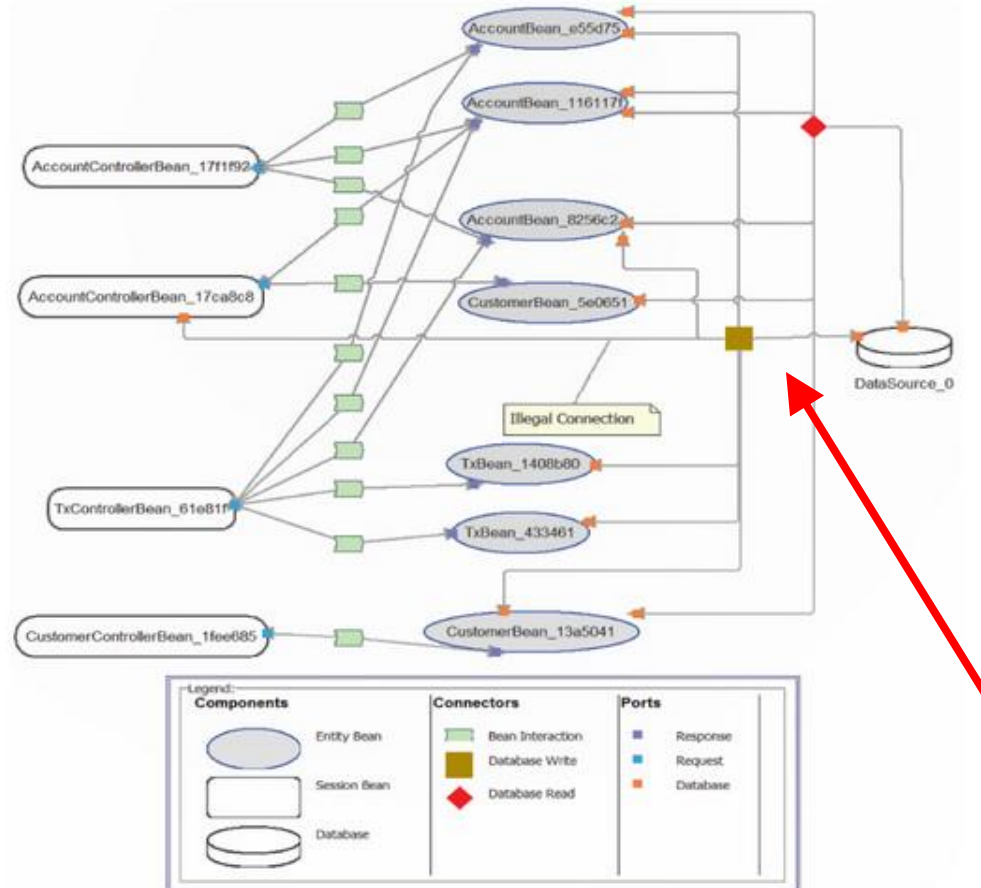 AccountBean_e55d75
AccountBean_116117f
AccountControllerBean_17f1f92
AccountBean_8256c2
AccountControllerBean_17ca8c8
CustomerBean_5e0651
DataSource_0
Illegal Connection
TxBean_1408b80
TxControllerBean_61e81f
TxBean_433461
CustomerControllerBean_1fee685
CustomerBean_13a5041
Legend:
Components
Connectors
Ports
Entity Bean
Bean Interaction
Response
Database Write
Request
Session Bean
Database Read
Database
Database